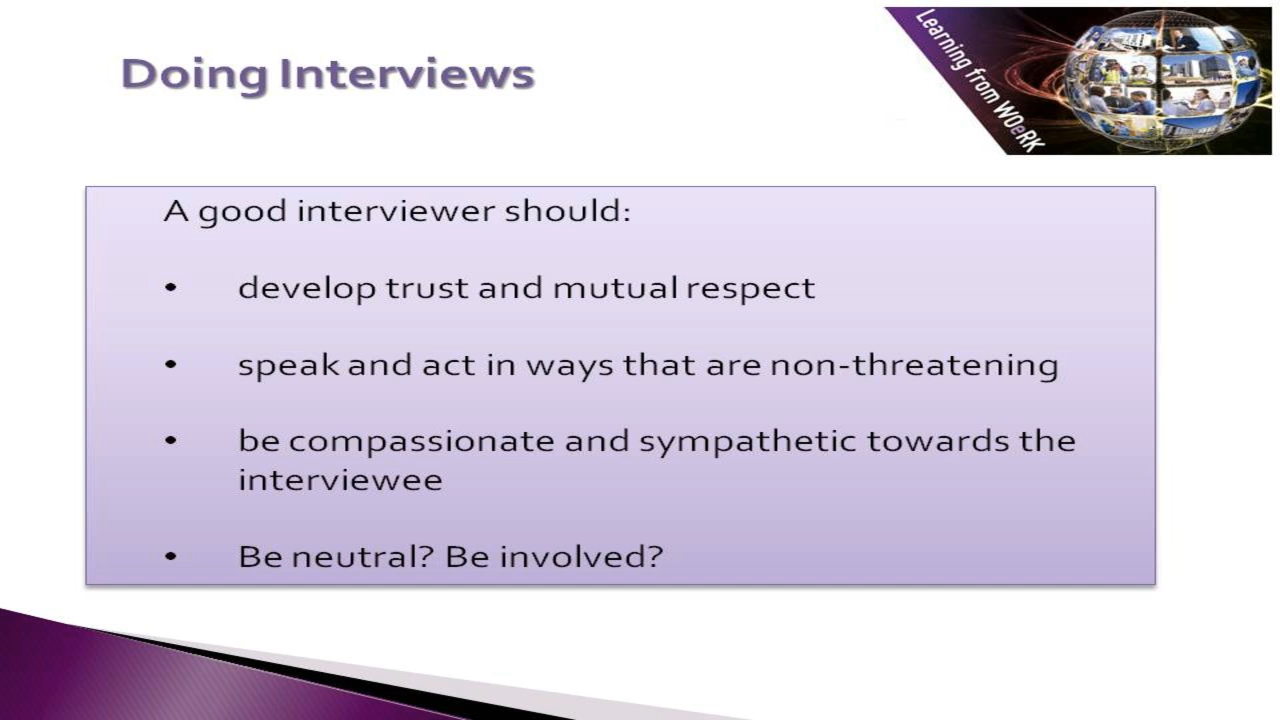 Doing Interviews
Learning from WOeRK
A good interviewer should:
• develop trust and mutual respect
• speak and act in ways that are non-threatening
• be compassionate and sympathetic towards the
interviewee
• Be neutral? Be involved?